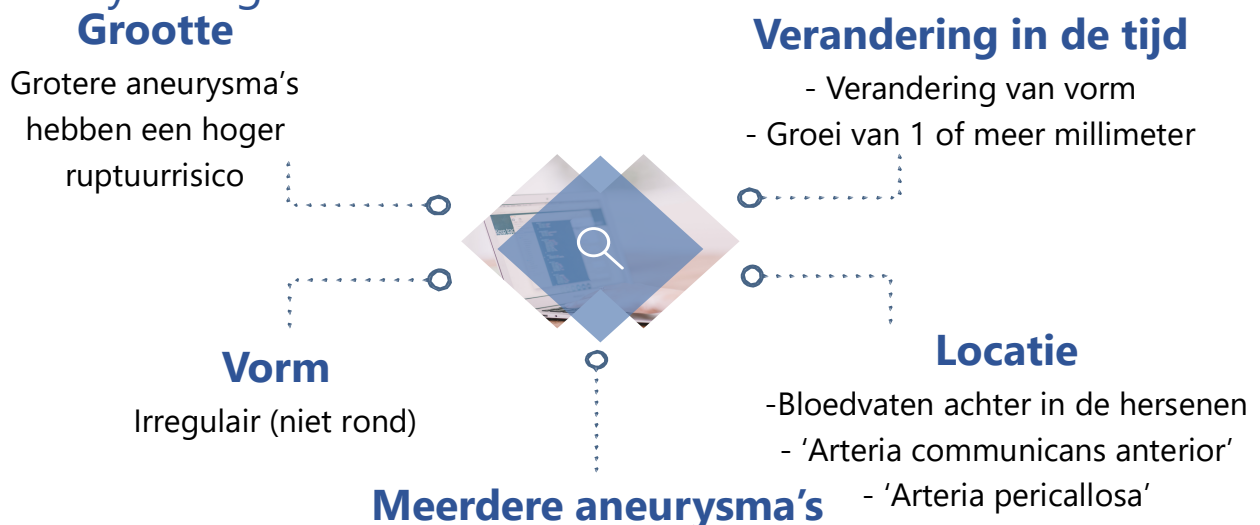 Grootte
Grotere aneurysma's
hebben een hoger
ruptuurrisico
Verandering in de tijd
- Verandering van vorm
- Groei van 1 of meer millimeter
Vorm
Irregulair (niet rond)
Locatie
-Bloedvaten achter in de hersenen
- ‘Arteria communicans anterior’
- ‘Arteria pericallosa’
Meerdere aneurysma's